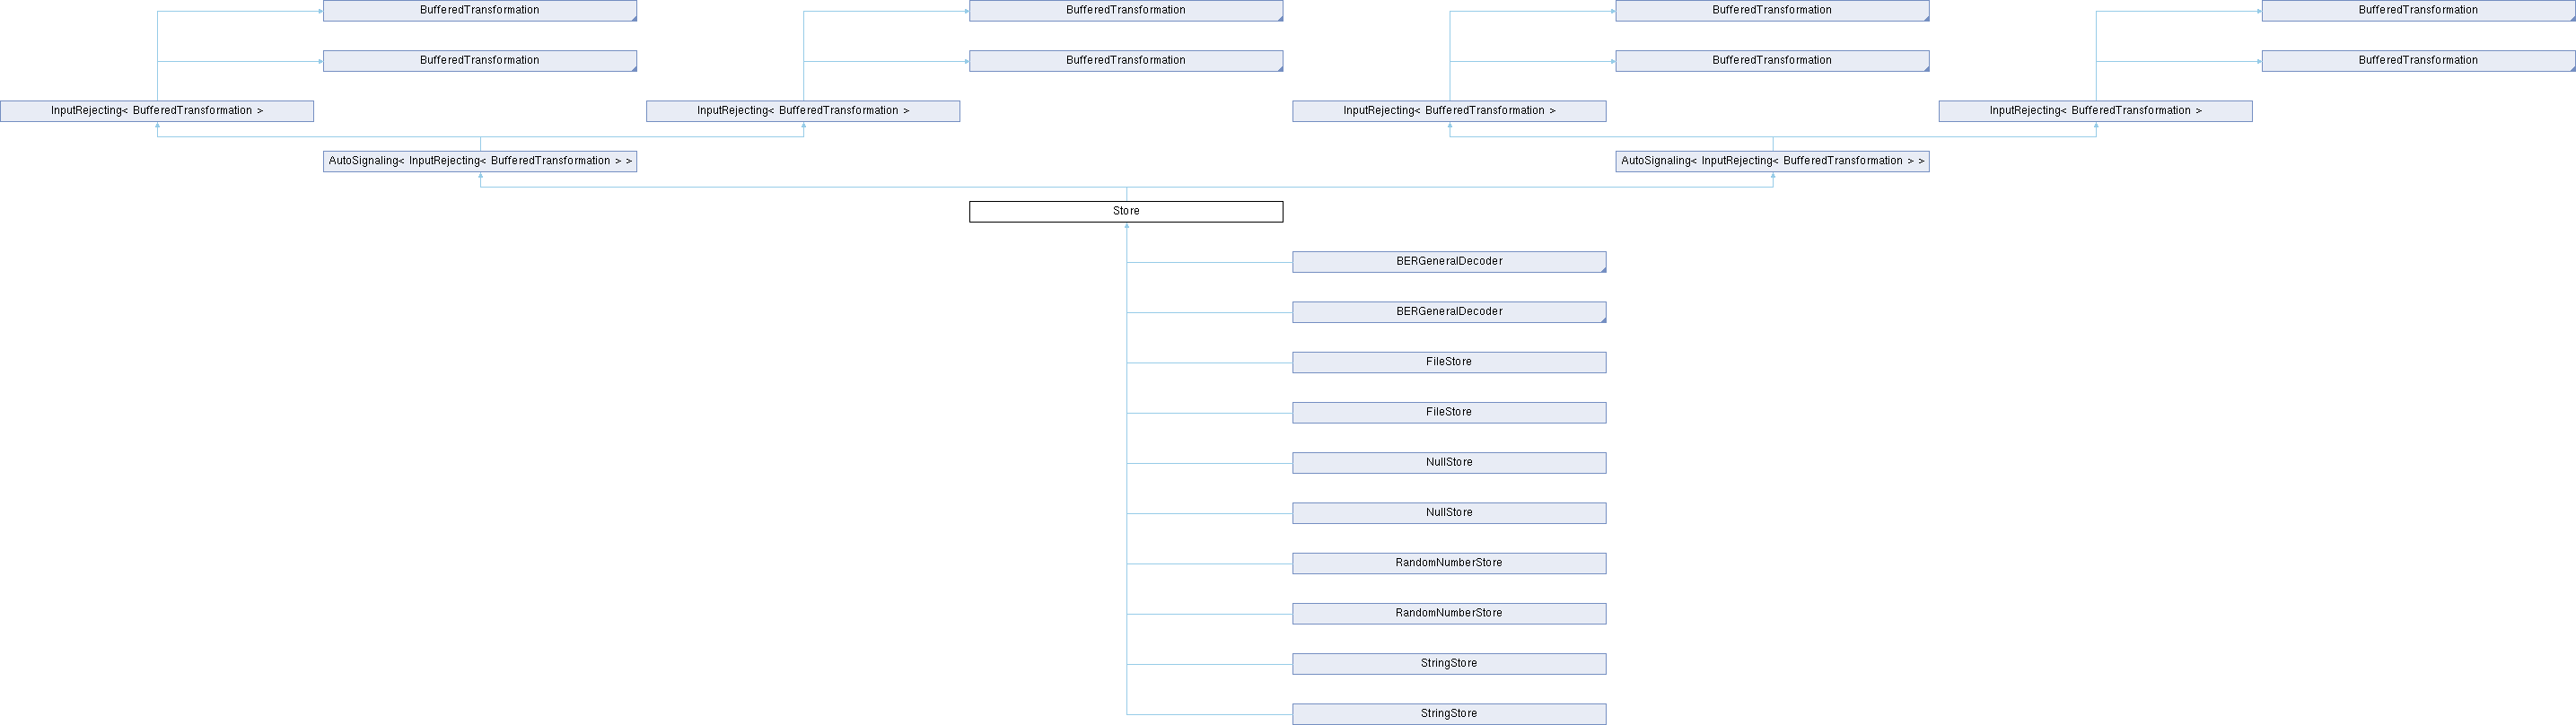 BufferedTransformation
BufferedTransformation
BufferedTransformation
BufferedTransformation
BufferedTransformation
BufferedTransformation
BufferedTransformation
BufferedTransformation
InputRejecting< BufferedTransformation >
InputRejecting< BufferedTransformation >
InputRejecting< BufferedTransformation >
InputRejecting< BufferedTransformation >
AutoSignaling< InputRejecting< BufferedTransformation > >
AutoSignaling< InputRejecting< BufferedTransformation > >
Store
BERGeneralDecoder
BERGeneralDecoder
FileStore
FileStore
NullStore
NullStore
RandomNumberStore
RandomNumberStore
StringStore
StringStore